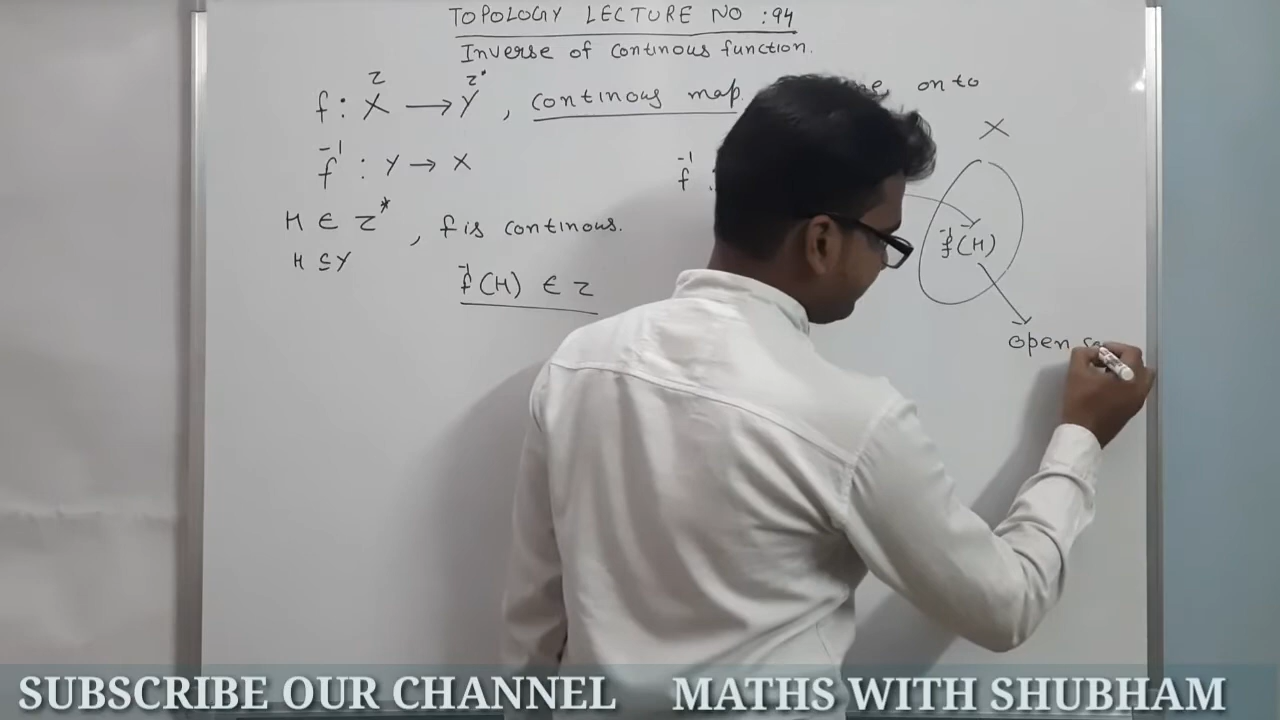 TOPOLOGY LECTURE NO : 94
Inverse of continous function.
τ τ*
f : X → Y , continous map. onto
f⁻¹ : Y → X
f⁻¹ :
X
H ∈ τ* , f is continous.
H ⊆ Y
f⁻¹(H) ∈ τ
f⁻¹(H)
open
SUBSCRIBE OUR CHANNEL MATHS WITH SHUBHAM